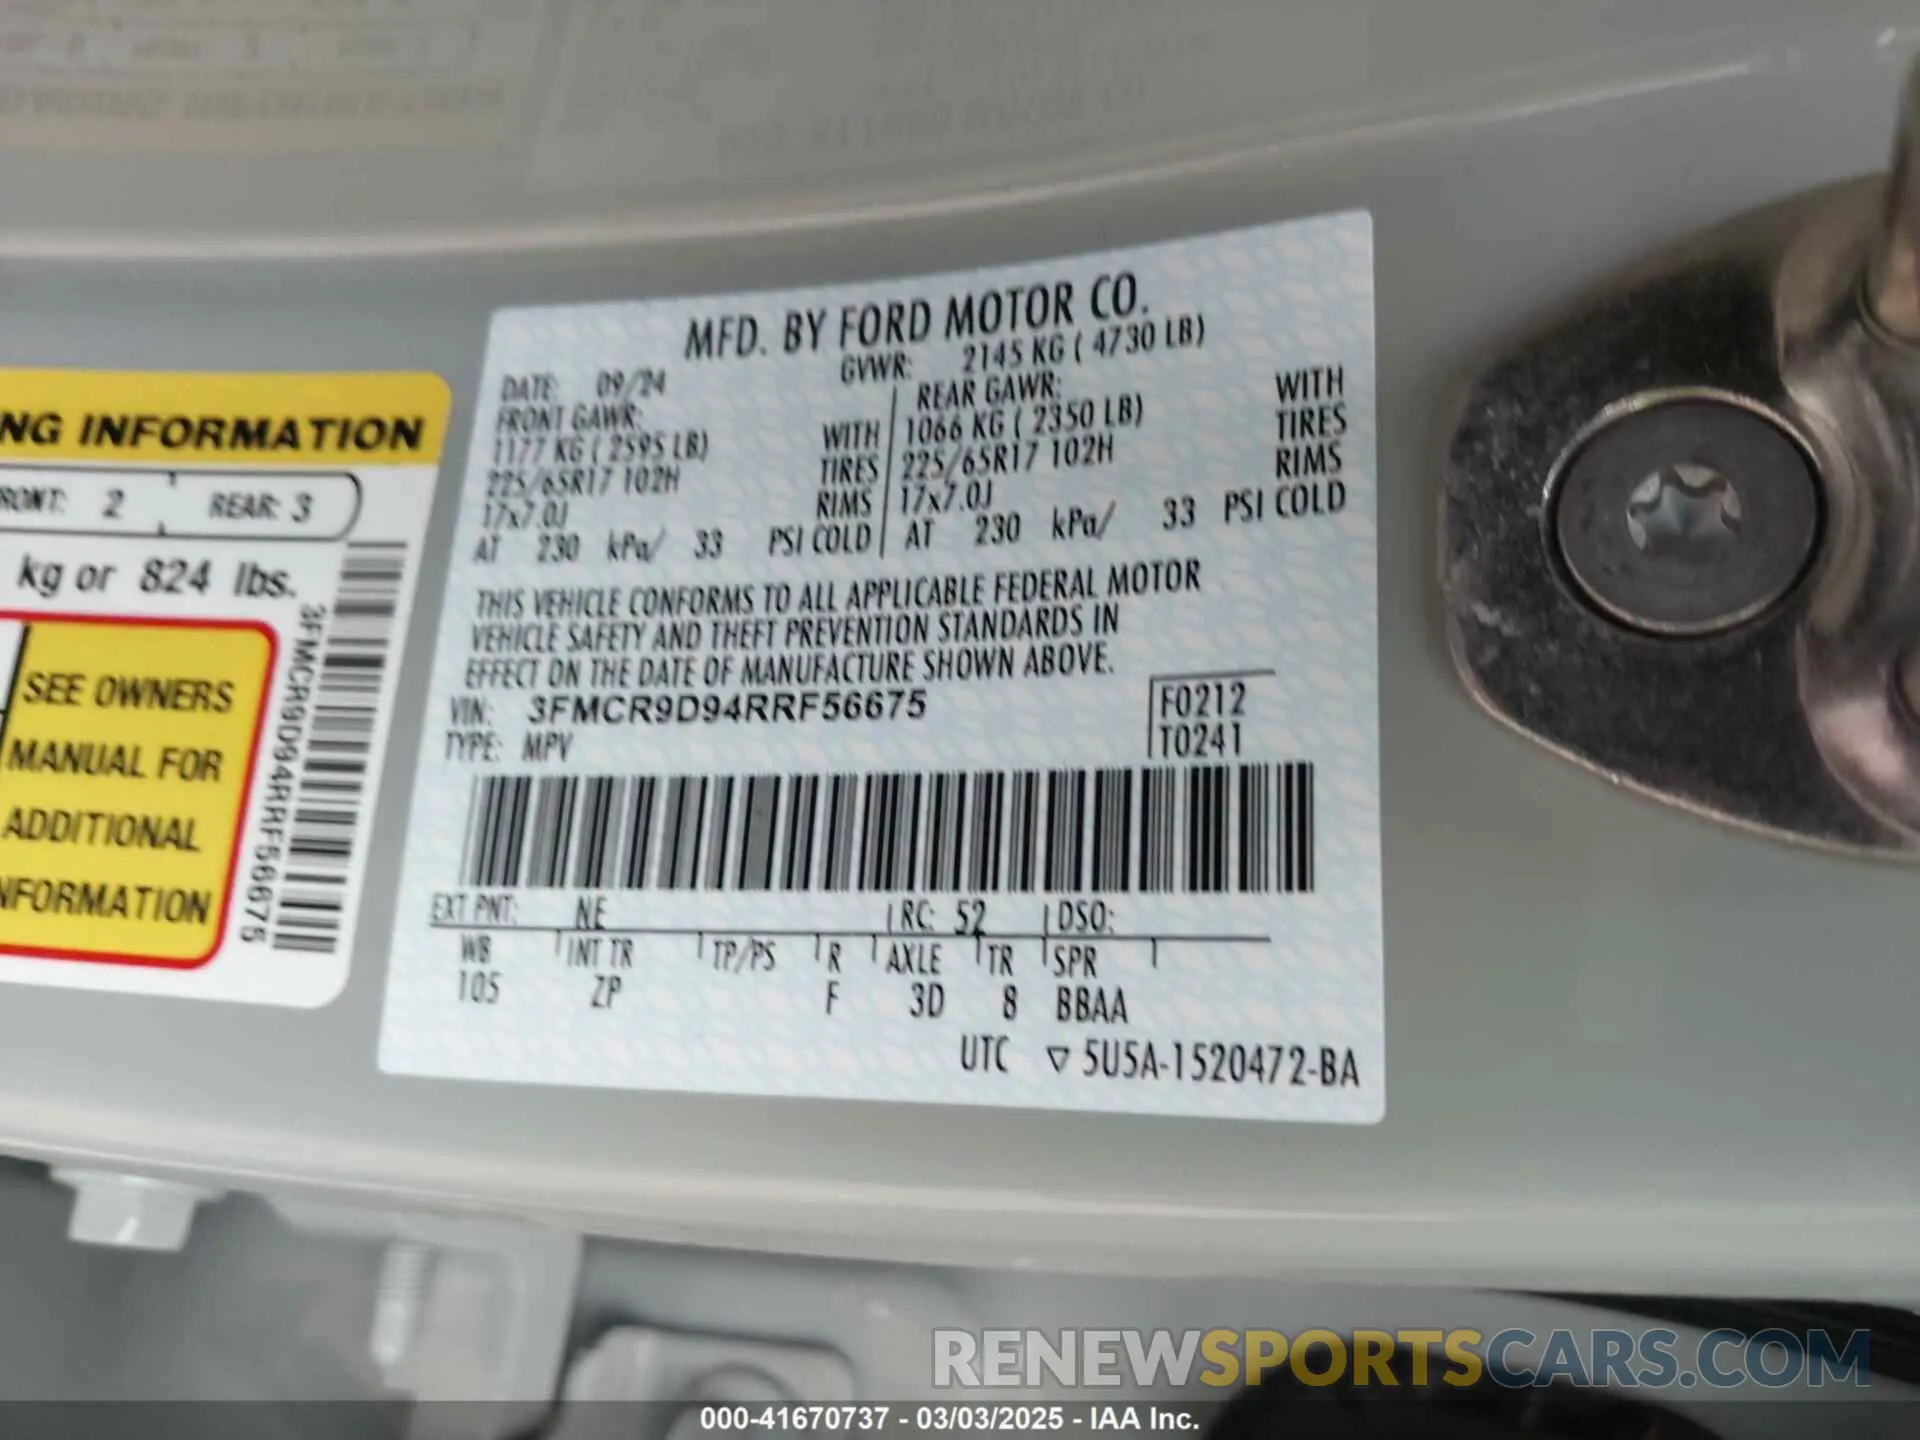 NG INFORMATION
RONT: 2 REAR: 3
kg or 824 lbs.
SEE OWNERS
MANUAL FOR
ADDITIONAL
NFORMATION
3FMCR9D94RRF56675
MFD. BY FORD MOTOR CO.
DATE: 09/24 GVWR: 2145 KG ( 4730 LB)
FRONT GAWR: REAR GAWR:
1177 KG ( 2595 LB) WITH 1066 KG ( 2350 LB) WITH
225/65R17 102H TIRES 225/65R17 102H TIRES
17x7.0J RIMS 17x7.0J RIMS
AT 230 kPa/ 33 PSI COLD AT 230 kPa/ 33 PSI COLD
THIS VEHICLE CONFORMS TO ALL APPLICABLE FEDERAL MOTOR
VEHICLE SAFETY AND THEFT PREVENTION STANDARDS IN
EFFECT ON THE DATE OF MANUFACTURE SHOWN ABOVE.
VIN: 3FMCR9D94RRF56675 F0212
TYPE: MPV T0241
EXT PNT: NE RC: 52 DSO:
WB INT TR TP/PS R AXLE TR SPR
105 ZP F 3D 8 BBAA
UTC ▽ 5U5A-1520472-BA
RENEWSPORTSCARS.COM
000-41670737 - 03/03/2025 - IAA Inc.